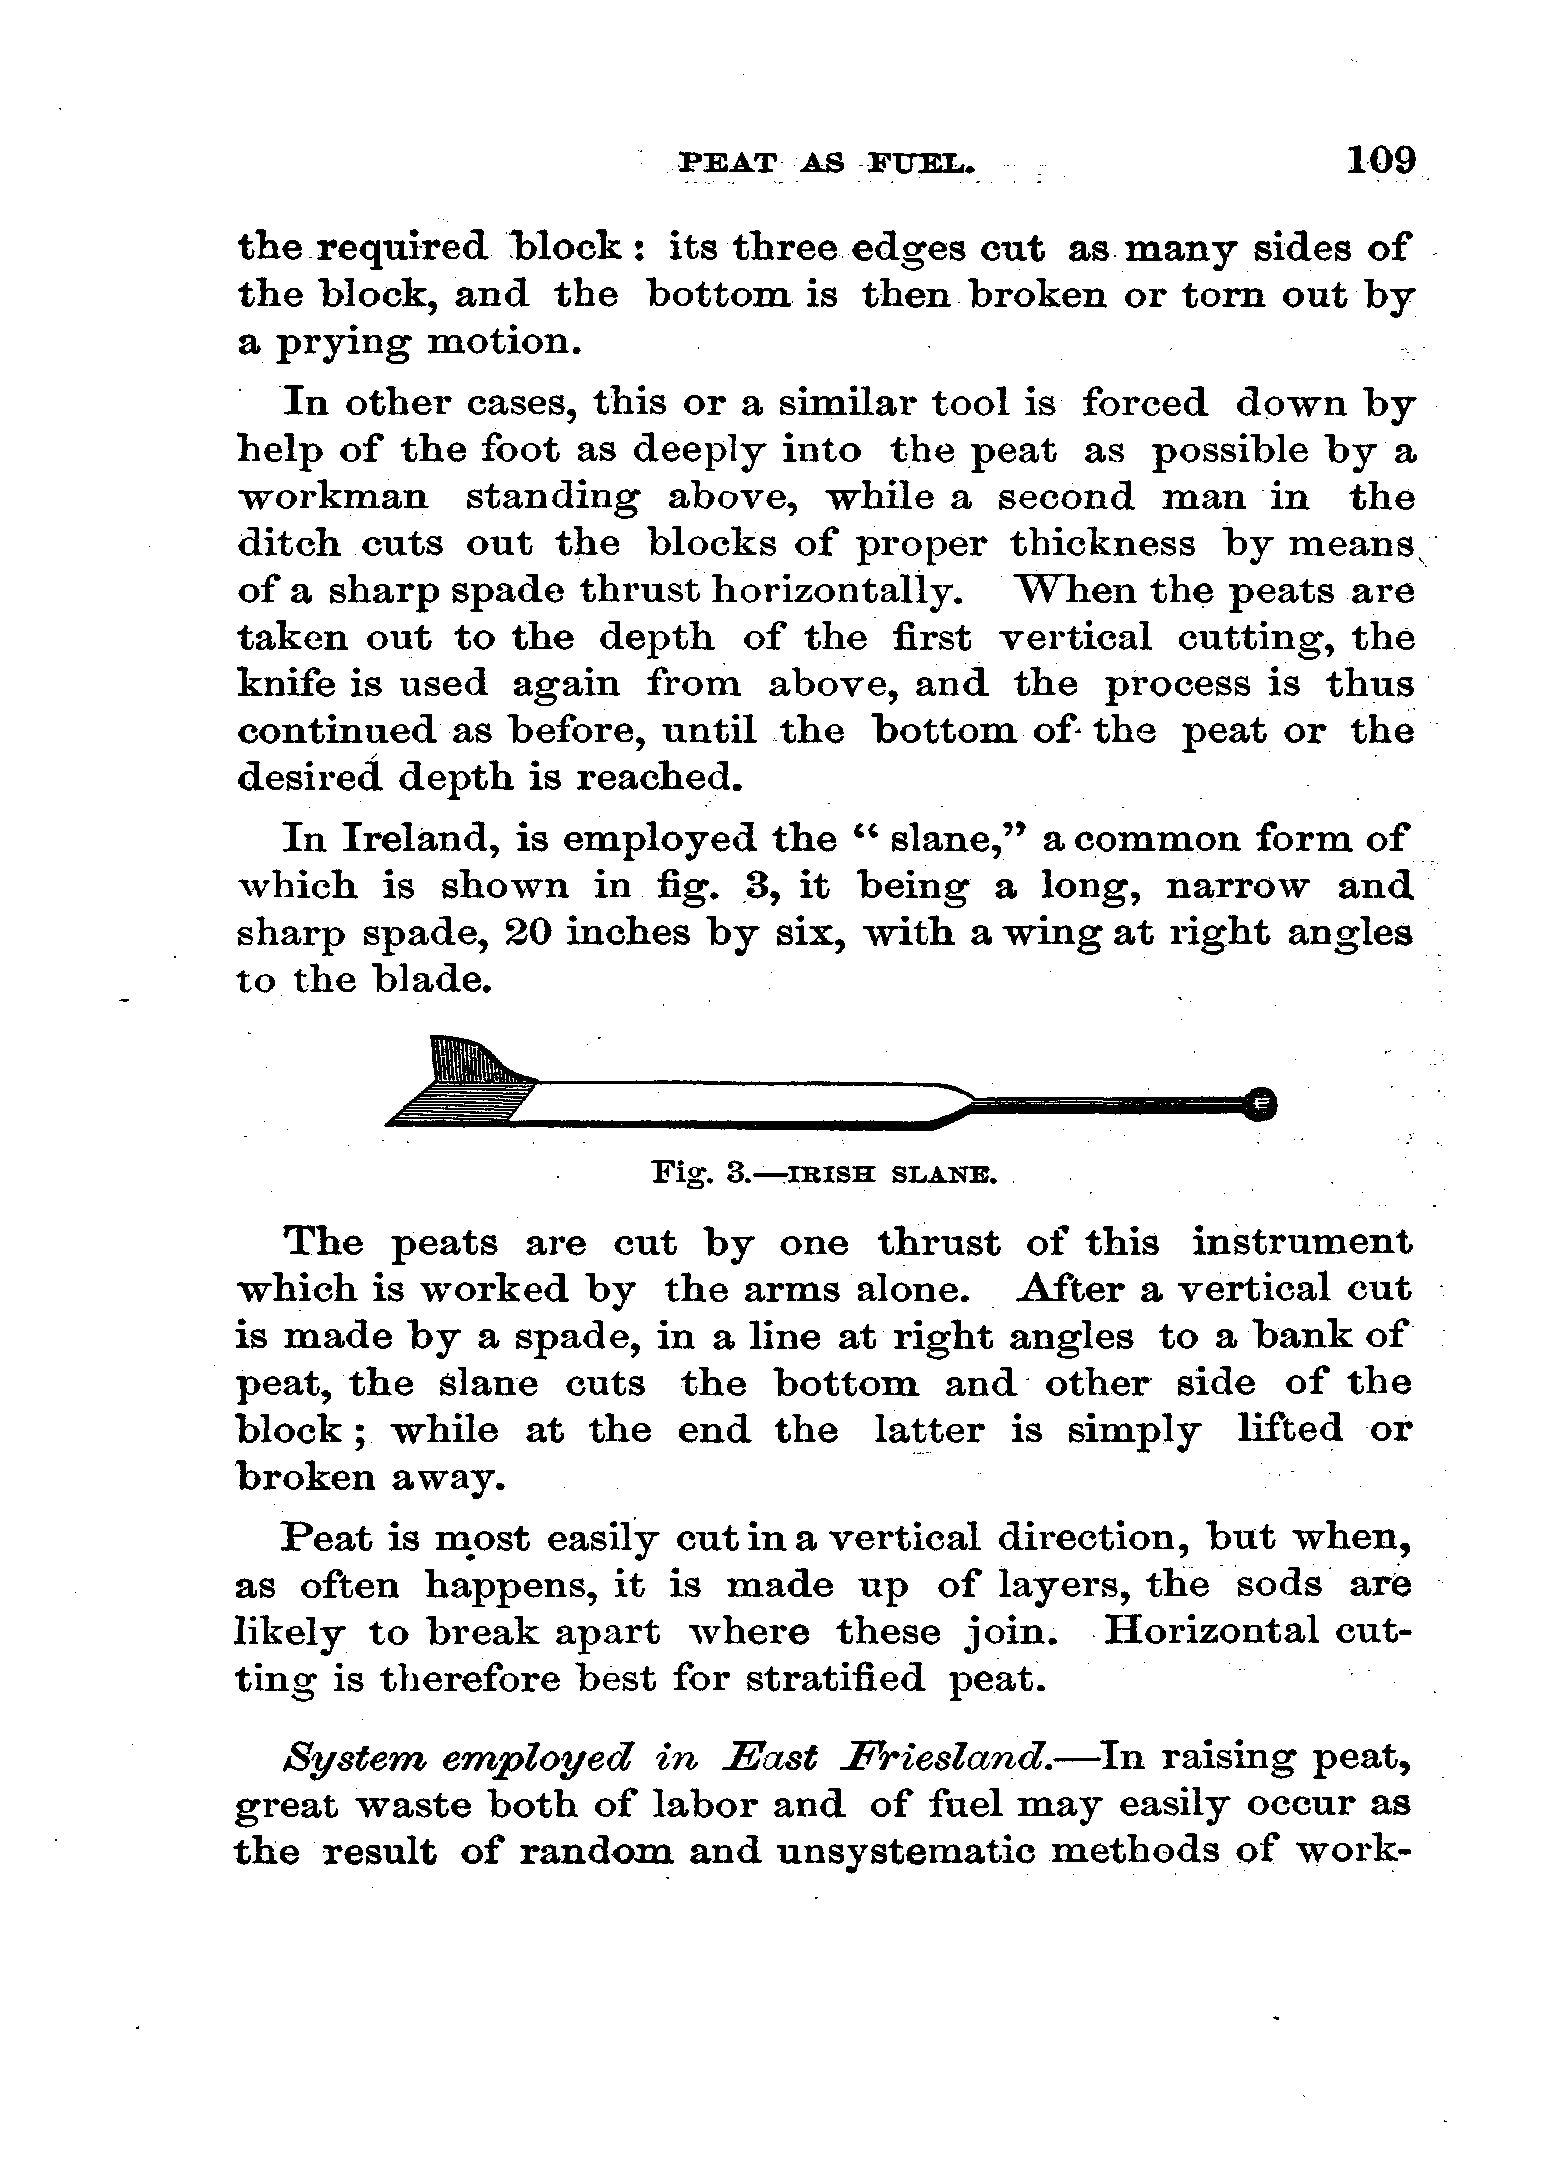 PEAT AS FUEL. 109
the required block: its three edges cut as many sides of
the block, and the bottom is then broken or torn out by
a prying motion.
In other cases, this or a similar tool is forced down by
help of the foot as deeply into the peat as possible by a
workman standing above, while a second man in the
ditch cuts out the blocks of proper thickness by means
of a sharp spade thrust horizontally. When the peats are
taken out to the depth of the first vertical cutting, the
knife is used again from above, and the process is thus
continued as before, until the bottom of the peat or the
desired depth is reached.
In Ireland, is employed the “ slane,” a common form of
which is shown in fig. 3, it being a long, narrow and
sharp spade, 20 inches by six, with a wing at right angles
to the blade.
Fig. 3.—IRISH SLANE.
The peats are cut by one thrust of this instrument
which is worked by the arms alone. After a vertical cut
is made by a spade, in a line at right angles to a bank of
peat, the slane cuts the bottom and other side of the
block; while at the end the latter is simply lifted or
broken away.
Peat is most easily cut in a vertical direction, but when,
as often happens, it is made up of layers, the sods are
likely to break apart where these join. Horizontal cut-
ting is therefore best for stratified peat.
System employed in East Friesland.—In raising peat,
great waste both of labor and of fuel may easily occur as
the result of random and unsystematic methods of work-